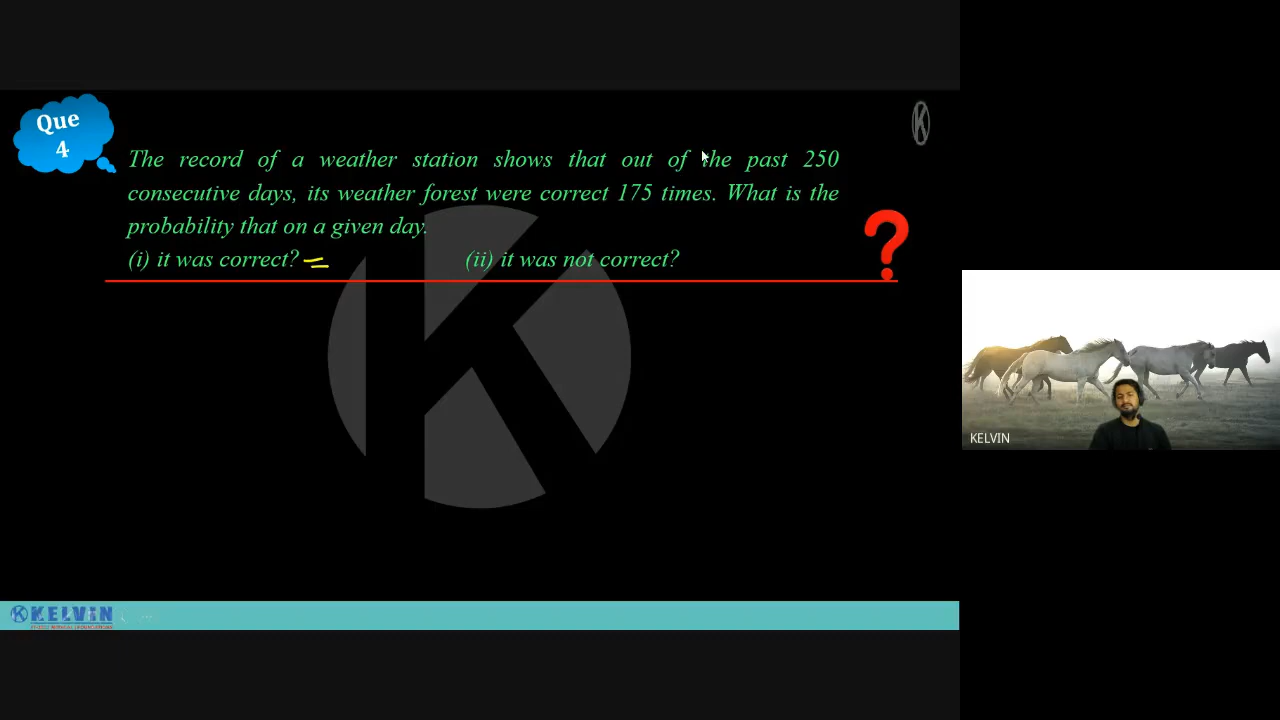 Que
4
The record of a weather station shows that out of the past 250
consecutive days, its weather forest were correct 175 times. What is the
probability that on a given day.
(i) it was correct? =
(ii) it was not correct?
?
K
KELVIN
KELVIN